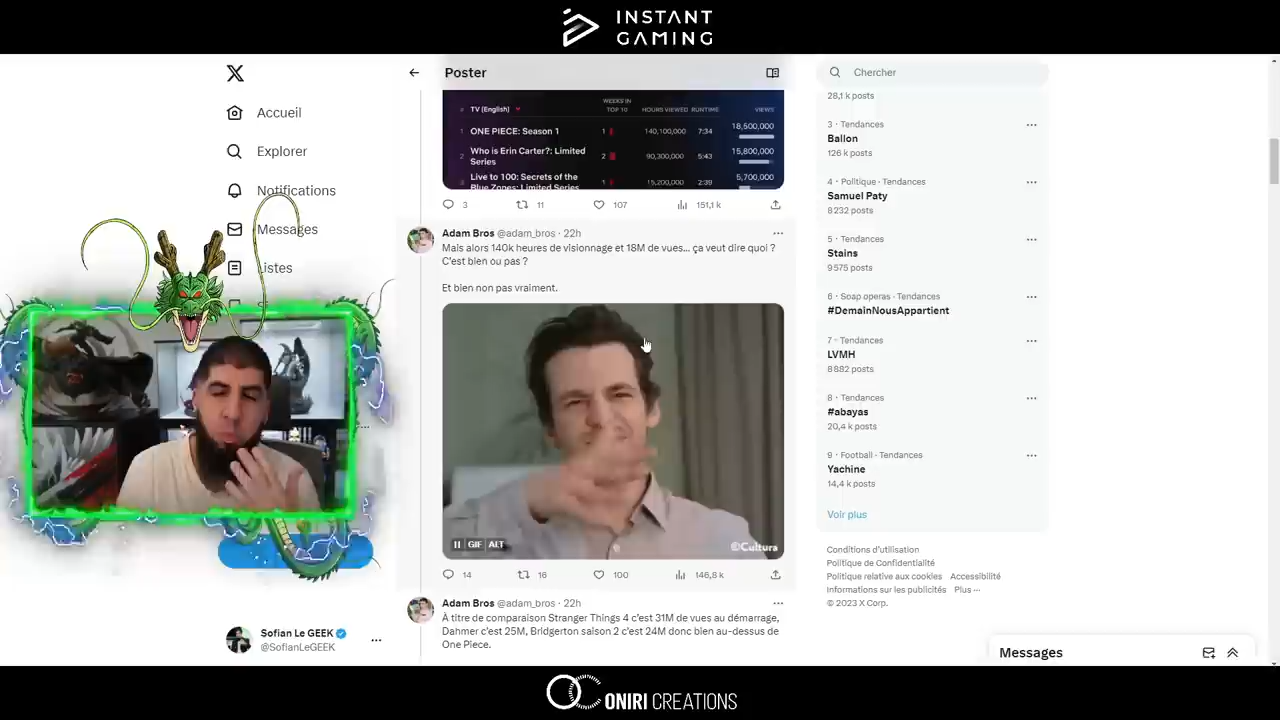 INSTANT
GAMING
Accueil
Explorer
Notifications
Messages
Listes
Sofian Le GEEK
@SofianLeGEEK
Poster
# TV (English) WEEKS IN TOP 10 HOURS VIEWED RUNTIME VIEWS
1 ONE PIECE: Season 1 1 140,100,000 7:34 18,500,000
2 Who is Erin Carter?: Limited Series 2 90,300,000 5:43 15,800,000
3 Live to 100: Secrets of the Blue Zones: Limited Series 1 15,200,000 2:39 5,700,000
3 11 107 151,1 k
Adam Bros @adam_bros · 22h
Mais alors 140k heures de visionnage et 18M de vues... ça veut dire quoi ?
C'est bien ou pas ?
Et bien non pas vraiment.
GIF ALT
@Cultura
14 16 100 146,8 k
Adam Bros @adam_bros · 22h
À titre de comparaison Stranger Things 4 c'est 31M de vues au démarrage,
Dahmer c'est 25M, Bridgerton saison 2 c'est 24M donc bien au-dessus de
One Piece.
Chercher
28,1 k posts
3 · Tendances
Ballon
126 k posts
4 · Politique · Tendances
Samuel Paty
8 232 posts
5 · Tendances
Stains
9 575 posts
6 · Soap operas · Tendances
#DemainNousAppartient
7 · Tendances
LVMH
8 882 posts
8 · Tendances
#abayas
20,4 k posts
9 · Football · Tendances
Yachine
14,4 k posts
Voir plus
Conditions d'utilisation
Politique de Confidentialité
Politique relative aux cookies Accessibilité
Informations sur les publicités Plus ···
© 2023 X Corp.
Messages
ONIRI CREATIONS